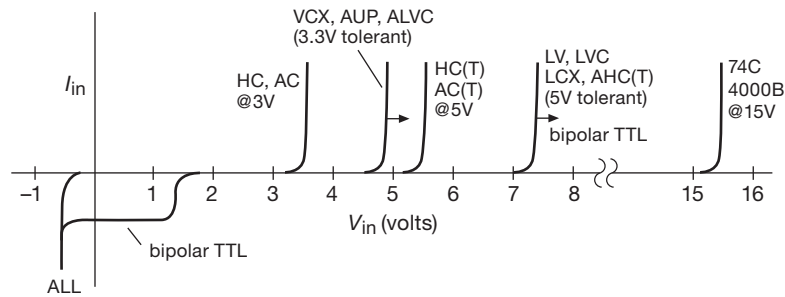 VCX, AUP, ALVC
(3.3V tolerant)
Iin
HC, AC
@3V
HC(T)
AC(T)
@5V
LV, LVC
LCX, AHC(T)
(5V tolerant)
bipolar TTL
74C
4000B
@15V
–1 1 2 3 4 5 6 7 8 15 16
Vin (volts)
bipolar TTL
ALL